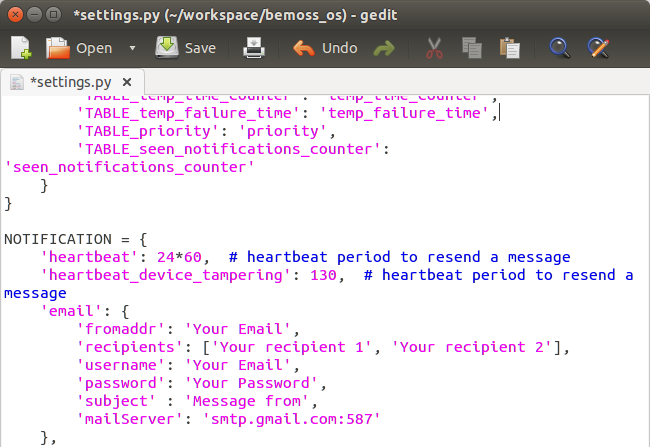 *settings.py (~/workspace/bemoss_os) - gedit
Open Save Undo
*settings.py
'TABLE_temp_time_counter': 'temp_time_counter',
'TABLE_temp_failure_time': 'temp_failure_time',
'TABLE_priority': 'priority',
'TABLE_seen_notifications_counter':
'seen_notifications_counter'
}
}
NOTIFICATION = {
'heartbeat': 24*60,  # heartbeat period to resend a message
'heartbeat_device_tampering': 130,  # heartbeat period to resend a
message
'email': {
'fromaddr': 'Your Email',
'recipients': ['Your recipient 1', 'Your recipient 2'],
'username': 'Your Email',
'password': 'Your Password',
'subject' : 'Message from',
'mailServer': 'smtp.gmail.com:587'
},